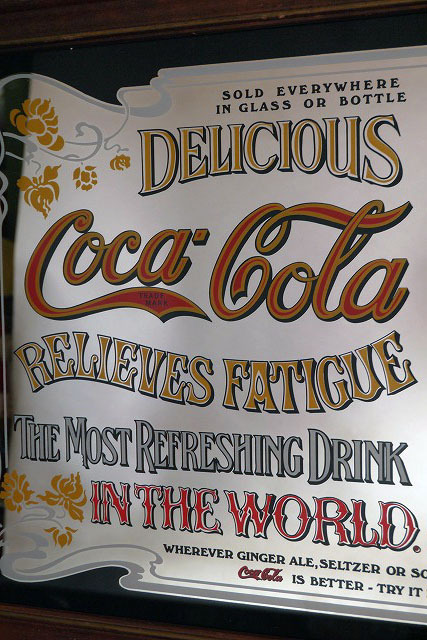 SOLD EVERYWHERE
IN GLASS OR BOTTLE
DELICIOUS
Coca-Cola
TRADE
MARK
RELIEVES FATIGUE
THE MOST REFRESHING DRINK
IN THE WORLD.
WHEREVER GINGER ALE, SELTZER OR SO
Coca-Cola IS BETTER - TRY IT